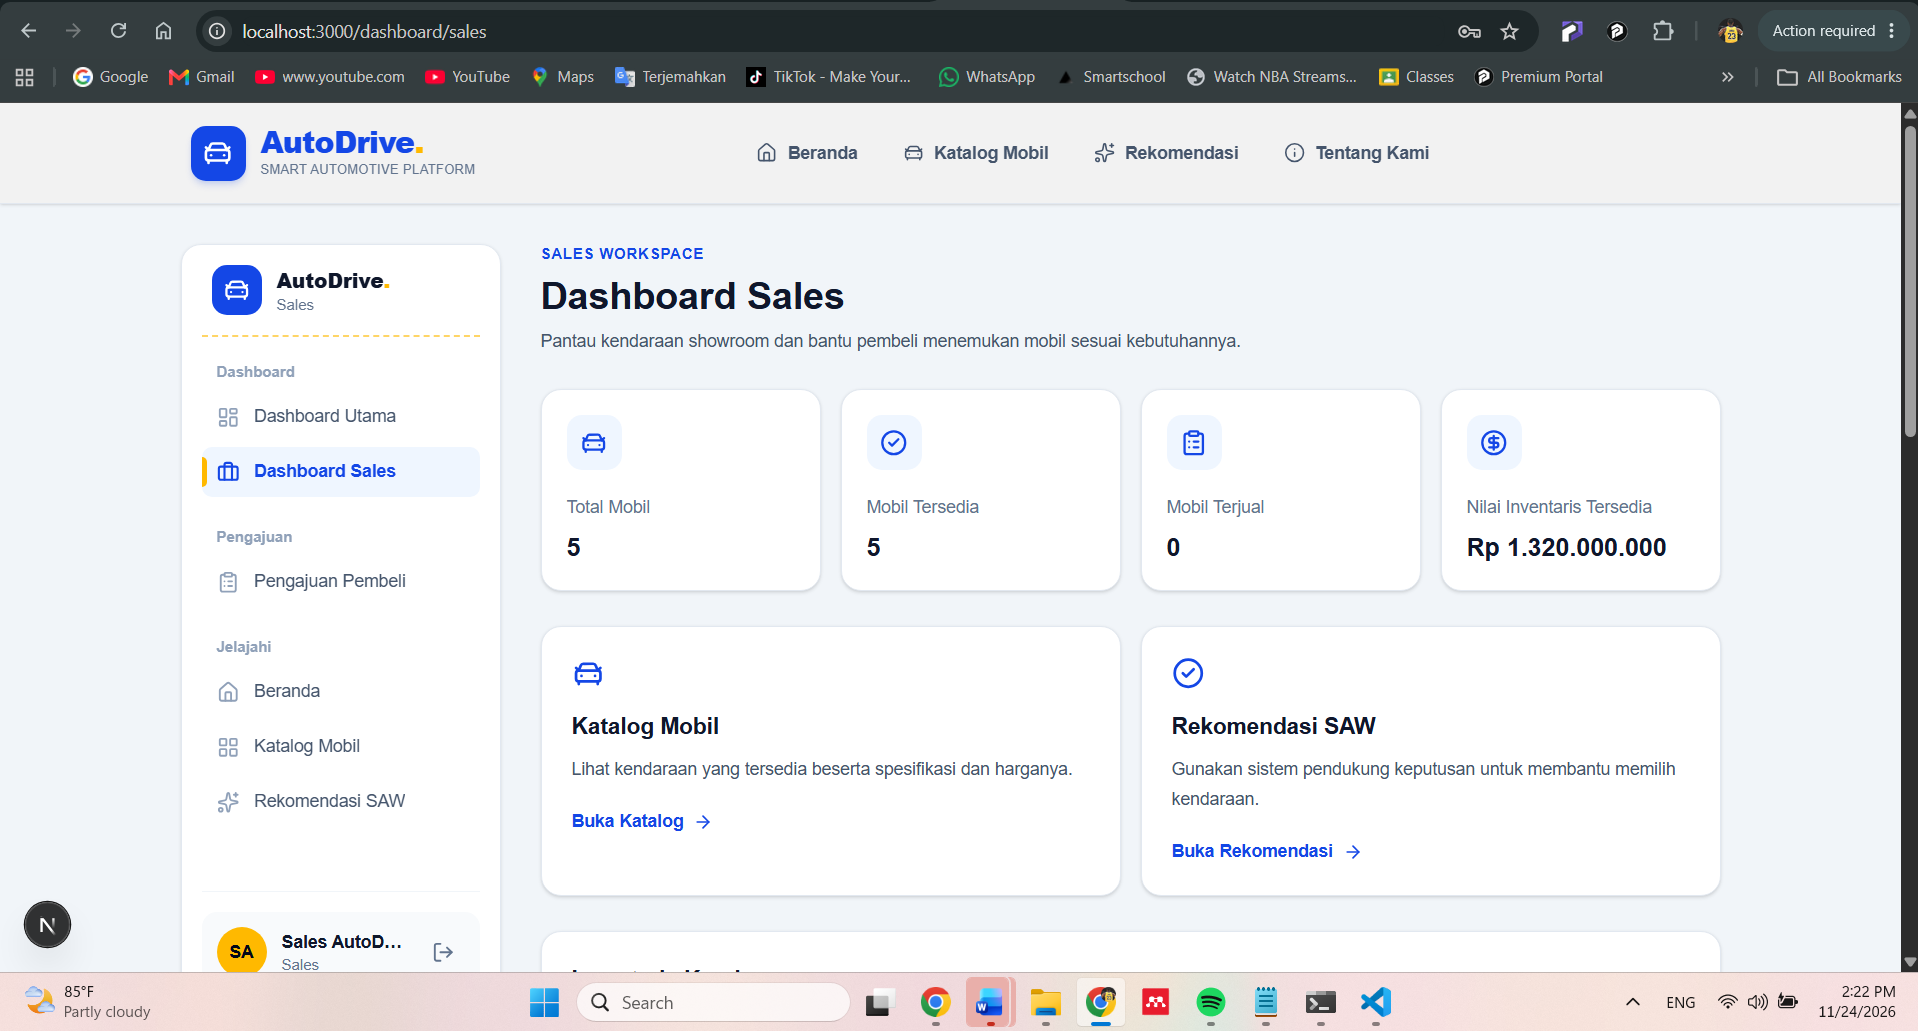 localhost:3000/dashboard/sales
Action required
Google
Gmail
www.youtube.com
YouTube
Maps
Terjemahkan
TikTok - Make Your...
WhatsApp
Smartschool
Watch NBA Streams...
Classes
Premium Portal
All Bookmarks
AutoDrive.
SMART AUTOMOTIVE PLATFORM
Beranda
Katalog Mobil
Rekomendasi
Tentang Kami
AutoDrive.
Sales
Dashboard
Dashboard Utama
Dashboard Sales
Pengajuan
Pengajuan Pembeli
Jelajahi
Beranda
Katalog Mobil
Rekomendasi SAW
SA
Sales AutoD...
Sales
N
SALES WORKSPACE
Dashboard Sales
Pantau kendaraan showroom dan bantu pembeli menemukan mobil sesuai kebutuhannya.
Total Mobil
5
Mobil Tersedia
5
Mobil Terjual
0
Nilai Inventaris Tersedia
Rp 1.320.000.000
Katalog Mobil
Lihat kendaraan yang tersedia beserta spesifikasi dan harganya.
Buka Katalog
Rekomendasi SAW
Gunakan sistem pendukung keputusan untuk membantu memilih
kendaraan.
Buka Rekomendasi
85°F
Partly cloudy
Search
ENG
2:22 PM
11/24/2026